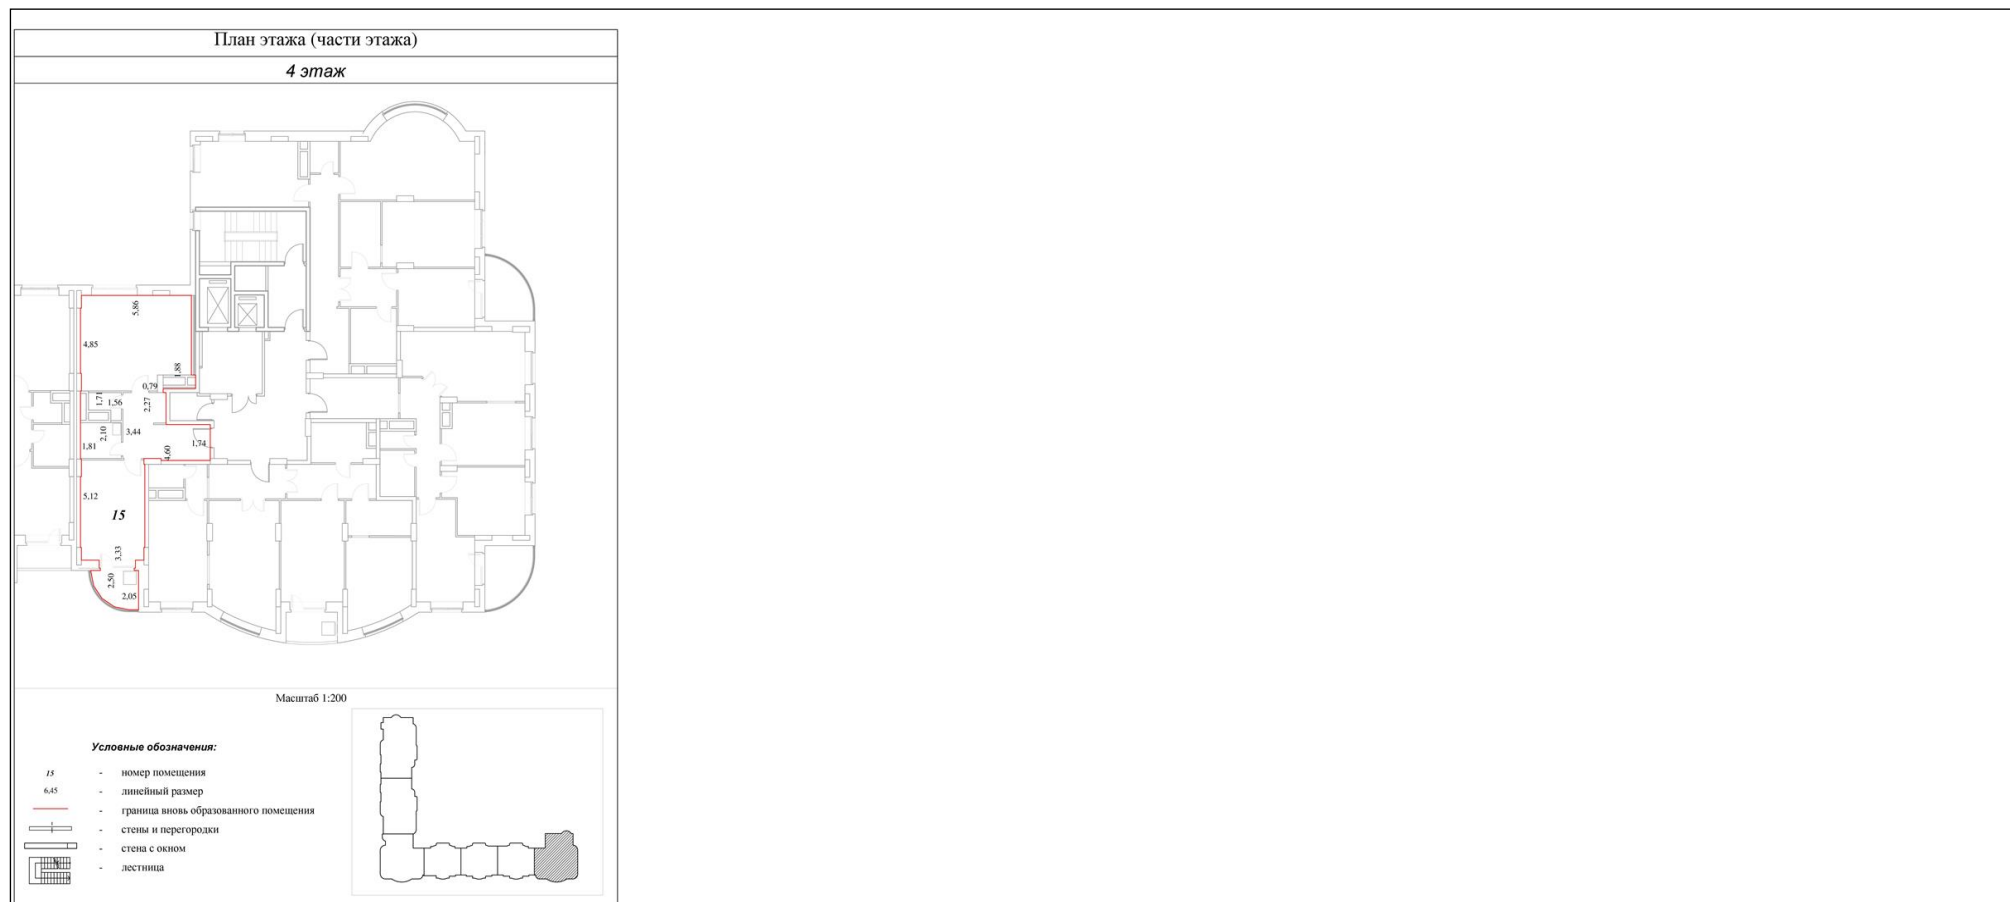 План этажа (части этажа)
4 этаж
5,86
4,85
1,88
0,79
1,71
1,56
2,27
2,10
3,44
1,81
1,74
4,60
5,12
15
3,33
2,50
2,05
Масштаб 1:200
Условные обозначения:
15 - номер помещения
6,45 - линейный размер
- граница вновь образованного помещения
- стены и перегородки
- стена с окном
- лестница